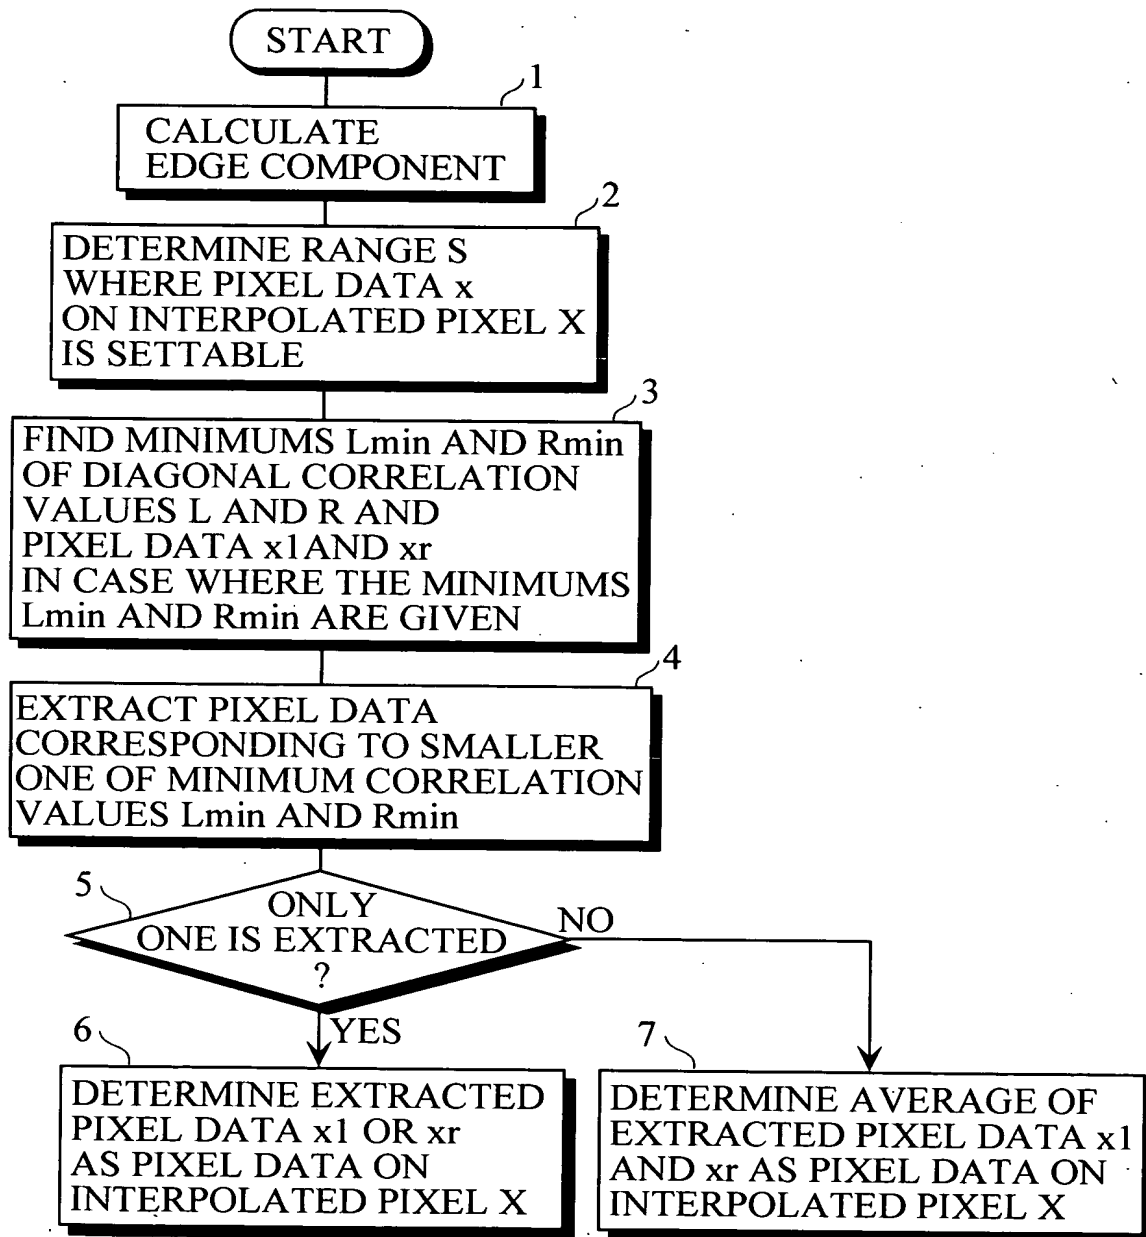 START
1
CALCULATE
EDGE COMPONENT
2
DETERMINE RANGE S
WHERE PIXEL DATA x
ON INTERPOLATED PIXEL X
IS SETTABLE
3
FIND MINIMUMS Lmin AND Rmin
OF DIAGONAL CORRELATION
VALUES L AND R AND
PIXEL DATA x1AND xr
IN CASE WHERE THE MINIMUMS
Lmin AND Rmin ARE GIVEN
4
EXTRACT PIXEL DATA
CORRESPONDING TO SMALLER
ONE OF MINIMUM CORRELATION
VALUES Lmin AND Rmin
5
ONLY
ONE IS EXTRACTED
?
NO
YES
6
DETERMINE EXTRACTED
PIXEL DATA x1 OR xr
AS PIXEL DATA ON
INTERPOLATED PIXEL X
7
DETERMINE AVERAGE OF
EXTRACTED PIXEL DATA x1
AND xr AS PIXEL DATA ON
INTERPOLATED PIXEL X